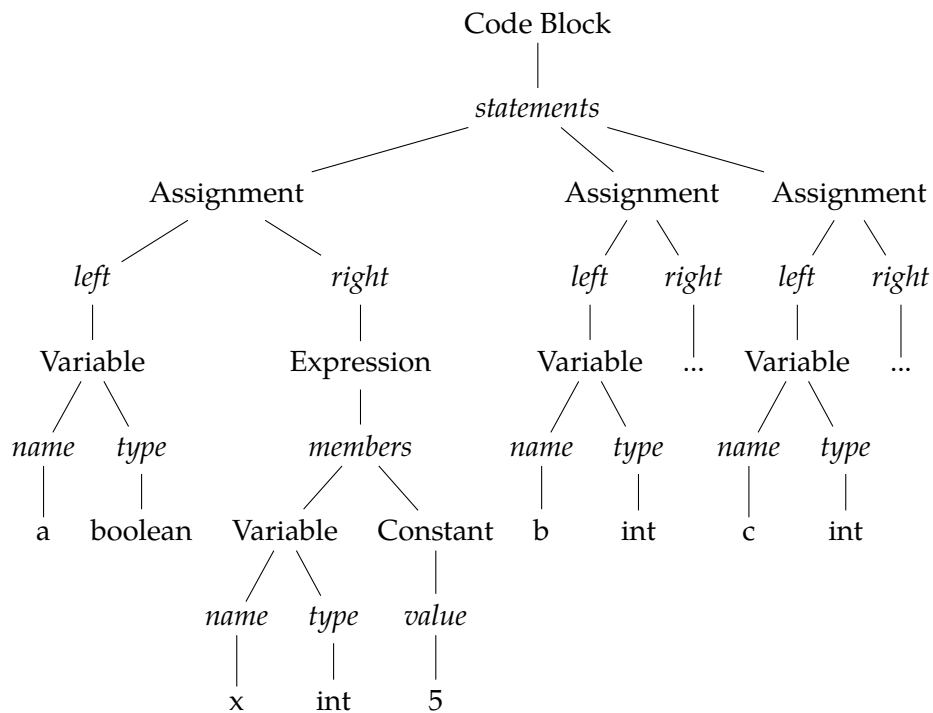 Code Block
statements
Assignment Assignment Assignment
left right left right left right
Variable Expression Variable ... Variable ...
name type members name type name type
a boolean Variable Constant b int c int
name type value
x int 5